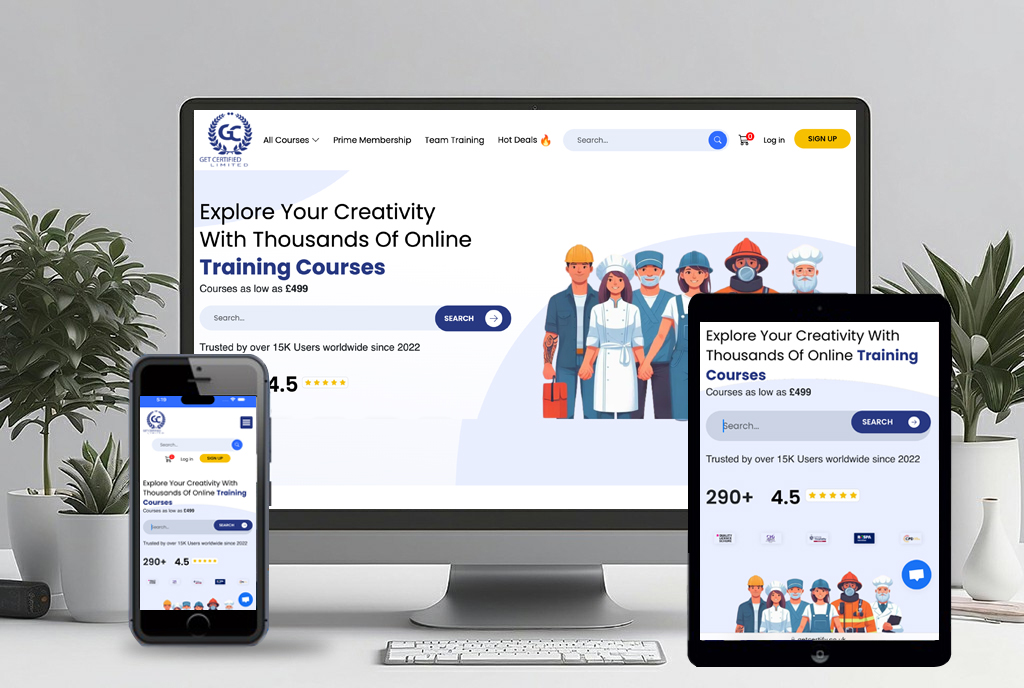 GC
GET CERTIFIED
LIMITED
All Courses
Prime Membership
Team Training
Hot Deals
Search...
0
Log in
SIGN UP
Explore Your Creativity
With Thousands Of Online
Training Courses
Courses as low as £499
Search...
SEARCH
Trusted by over 15K Users worldwide since 2022
4.5
GC
Search...
Log in
SIGN UP
Explore Your Creativity With
Thousands Of Online Training
Courses
Courses as low as £499
Search...
SEARCH
Trusted by over 15K Users worldwide since 2022
290+
4.5
Explore Your Creativity With
Thousands Of Online Training
Courses
Courses as low as £499
Search...
SEARCH
Trusted by over 15K Users worldwide since 2022
290+
4.5